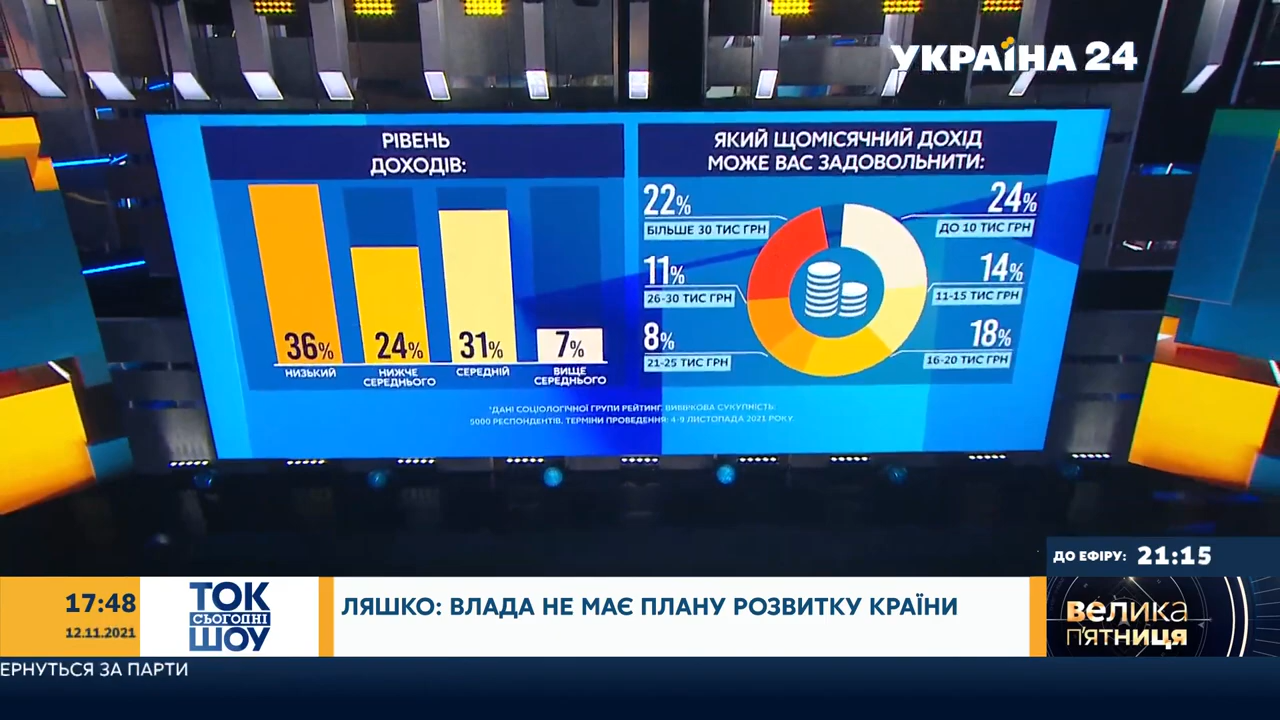 УКРАЇНА 24
РІВЕНЬ
ДОХОДІВ:
36%
24%
31%
7%
НИЗЬКИЙ
НИЖЧЕ
СЕРЕДНЬОГО
СЕРЕДНІЙ
ВИЩЕ
СЕРЕДНЬОГО
ЯКИЙ ЩОМІСЯЧНИЙ ДОХІД
МОЖЕ ВАС ЗАДОВОЛЬНИТИ:
22%
БІЛЬШЕ 30 ТИС ГРН
11%
26-30 ТИС ГРН
8%
21-25 ТИС ГРН
24%
ДО 10 ТИС ГРН
14%
11-15 ТИС ГРН
18%
16-20 ТИС ГРН
*ДАНІ СОЦІОЛОГІЧНОЇ ГРУПИ РЕЙТИНГ. ВИБІРКОВА СУКУПНІСТЬ:
5000 РЕСПОНДЕНТІВ. ТЕРМІНИ ПРОВЕДЕННЯ: 4-9 ЛИСТОПАДА 2021 РОКУ.
ДО ЕФІРУ: 21:15
17:48
12.11.2021
ТОК
СЬОГОДНІ
ШОУ
ЛЯШКО: ВЛАДА НЕ МАЄ ПЛАНУ РОЗВИТКУ КРАЇНИ
ВЕЛИКА
П'ЯТНИЦЯ
ЕРНУТЬСЯ ЗА ПАРТИ